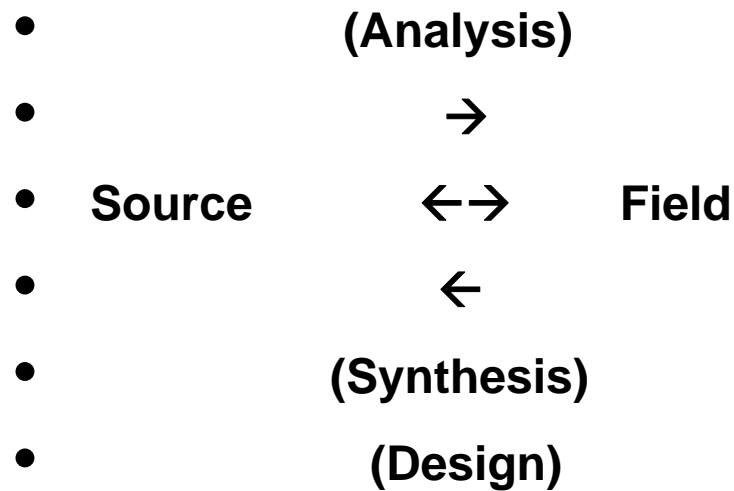 • (Analysis)
• →
• Source ←→ Field
• ←
• (Synthesis)
• (Design)